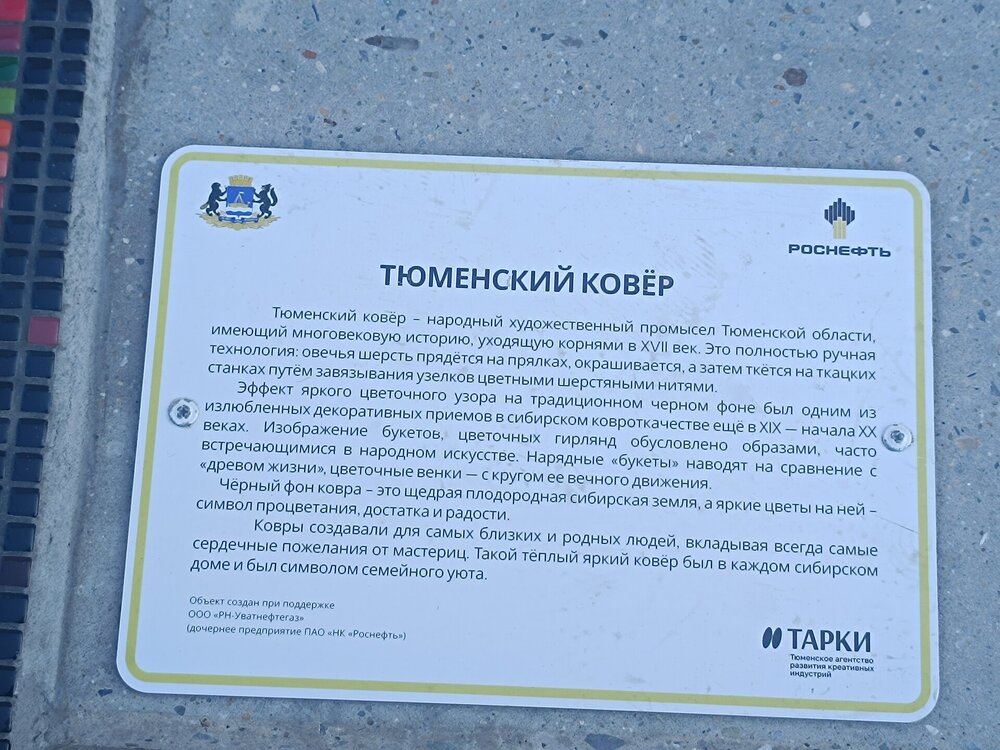 РОСНЕФТЬ
ТЮМЕНСКИЙ КОВЁР
Тюменский ковёр – народный художественный промысел Тюменской области,
имеющий многовековую историю, уходящую корнями в XVII век. Это полностью ручная
технология: овечья шерсть прядётся на прялках, окрашивается, а затем ткётся на ткацких
станках путём завязывания узелков цветными шерстяными нитями.
Эффект яркого цветочного узора на традиционном черном фоне был одним из
излюбленных декоративных приемов в сибирском ковроткачестве ещё в XIX — начала XX
веках. Изображение букетов, цветочных гирлянд обусловлено образами, часто
встречающимися в народном искусстве. Нарядные «букеты» наводят на сравнение с
«древом жизни», цветочные венки — с кругом ее вечного движения.
Чёрный фон ковра – это щедрая плодородная сибирская земля, а яркие цветы на ней –
символ процветания, достатка и радости.
Ковры создавали для самых близких и родных людей, вкладывая всегда самые
сердечные пожелания от мастериц. Такой тёплый яркий ковёр был в каждом сибирском
доме и был символом семейного уюта.
Объект создан при поддержке
ООО «РН-Уватнефтегаз»
(дочернее предприятие ПАО «НК «Роснефть»)
ТАРКИ
Тюменское агентство
развития креативных
индустрий